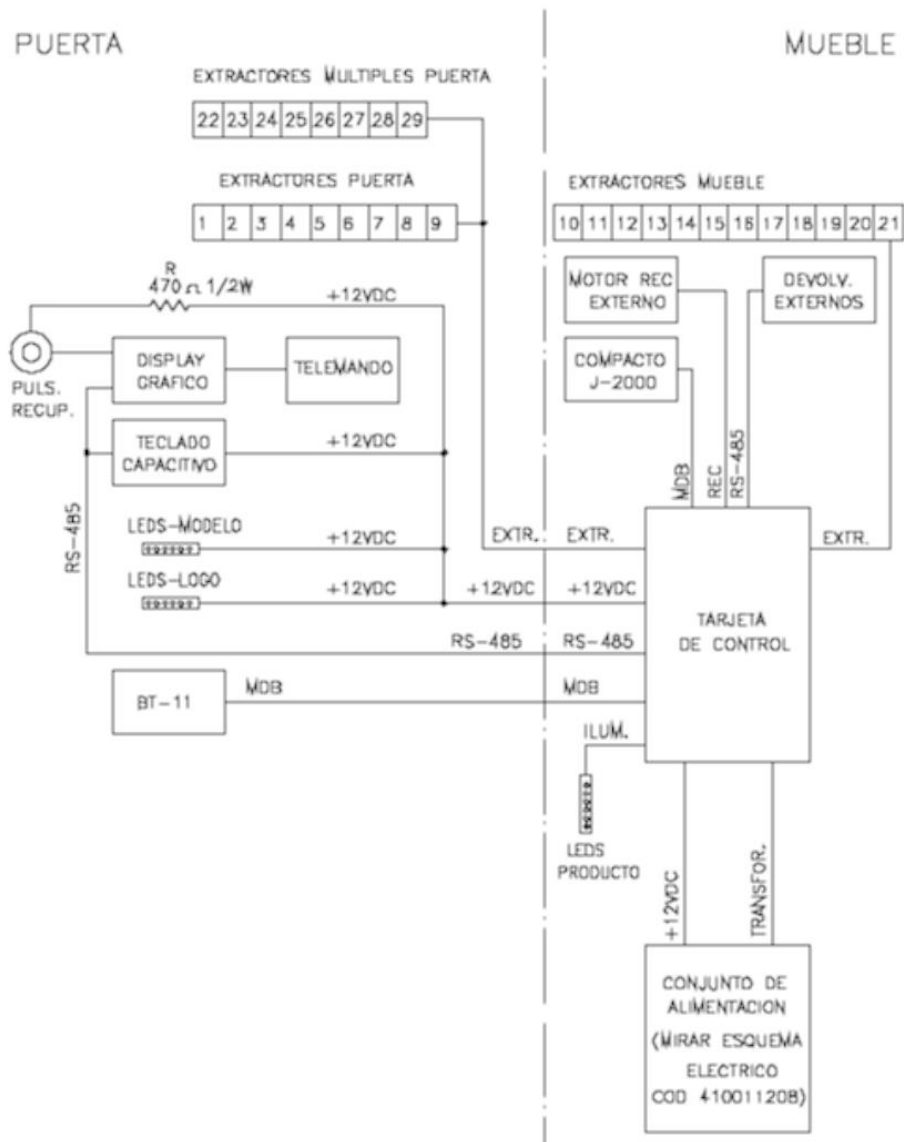 PUERTA
MUEBLE
EXTRACTORES MULTIPLES PUERTA
22 23 24 25 26 27 28 29
EXTRACTORES PUERTA
1 2 3 4 5 6 7 8 9
EXTRACTORES MUEBLE
10 11 12 13 14 15 16 17 18 19 20 21
R
470 Ω 1/2W
+12VDC
MOTOR REC
EXTERNO
DEVOLV.
EXTERNOS
PULS.
RECUP.
DISPLAY
GRAFICO
TELEMANDO
COMPACTO
J-2000
TECLADO
CAPACITIVO
+12VDC
RS-485
MDB
REC
RS-485
LEDS-MODELO
+12VDC
EXTR.
EXTR.
EXTR.
LEDS-LOGO
+12VDC
+12VDC
+12VDC
TARJETA
DE CONTROL
RS-485
RS-485
BT-11
MDB
MDB
ILUM.
LEDS
PRODUCTO
+12VDC
TRANSFOR.
CONJUNTO DE
ALIMENTACION
(MIRAR ESQUEMA
ELECTRICO
COD 41001120B)